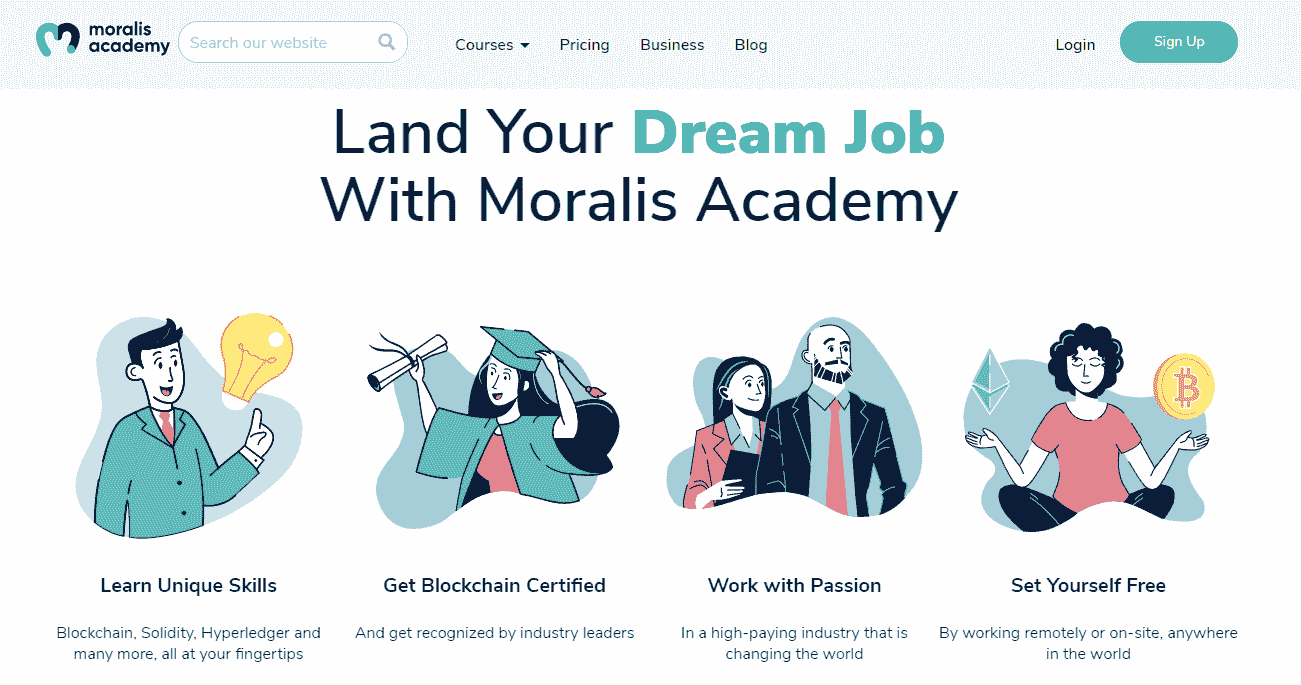 moralis
academy
Search our website
Courses
Pricing
Business
Blog
Login
Sign Up
Land Your Dream Job
With Moralis Academy
Learn Unique Skills
Blockchain, Solidity, Hyperledger and
many more, all at your fingertips
Get Blockchain Certified
And get recognized by industry leaders
Work with Passion
In a high-paying industry that is
changing the world
Set Yourself Free
By working remotely or on-site, anywhere
in the world